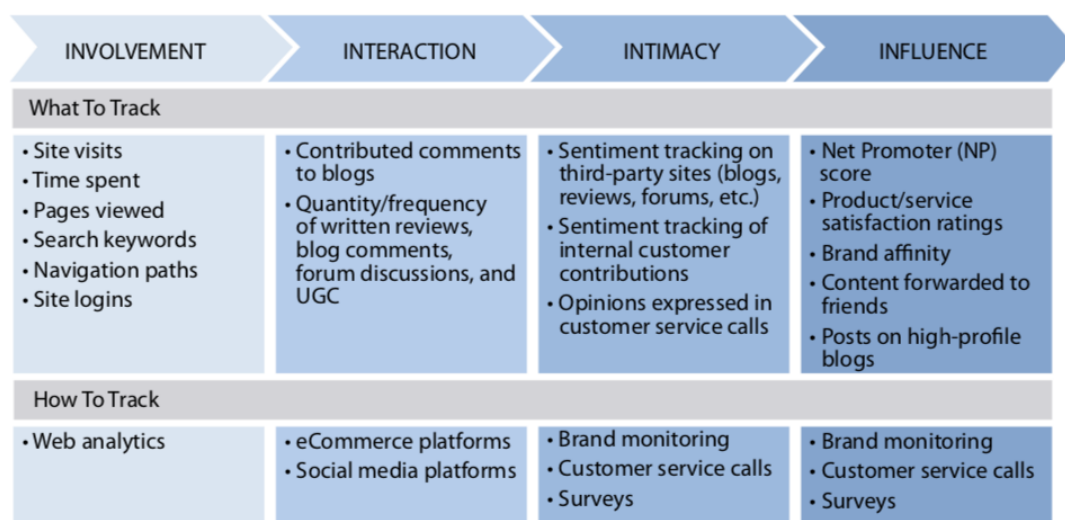 INVOLVEMENT
INTERACTION
INTIMACY
INFLUENCE
What To Track
• Site visits
• Time spent
• Pages viewed
• Search keywords
• Navigation paths
• Site logins
• Contributed comments
to blogs
• Quantity/frequency
of written reviews,
blog comments,
forum discussions, and
UGC
• Sentiment tracking on
third-party sites (blogs,
reviews, forums, etc.)
• Sentiment tracking of
internal customer
contributions
• Opinions expressed in
customer service calls
• Net Promoter (NP)
score
• Product/service
satisfaction ratings
• Brand affinity
• Content forwarded to
friends
• Posts on high-profile
blogs
How To Track
• Web analytics
• eCommerce platforms
• Social media platforms
• Brand monitoring
• Customer service calls
• Surveys
• Brand monitoring
• Customer service calls
• Surveys